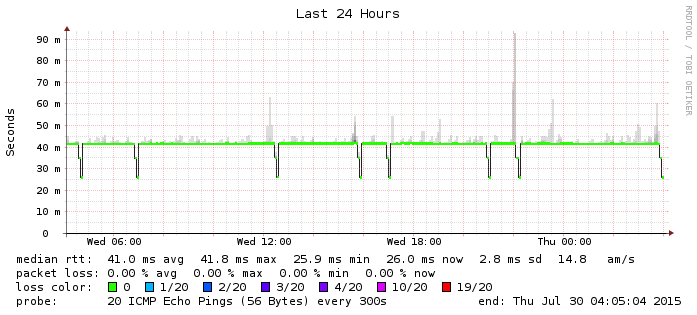 Last 24 Hours
RRDTOOL / TOBI OETIKER
Seconds
90 m
80 m
70 m
60 m
50 m
40 m
30 m
20 m
10 m
0
Wed 06:00 Wed 12:00 Wed 18:00 Thu 00:00
median rtt: 41.0 ms avg 41.8 ms max 25.9 ms min 26.0 ms now 2.8 ms sd 14.8 am/s
packet loss: 0.00 % avg 0.00 % max 0.00 % min 0.00 % now
loss color: 0 1/20 2/20 3/20 4/20 10/20 19/20
probe: 20 ICMP Echo Pings (56 Bytes) every 300s end: Thu Jul 30 04:05:04 2015